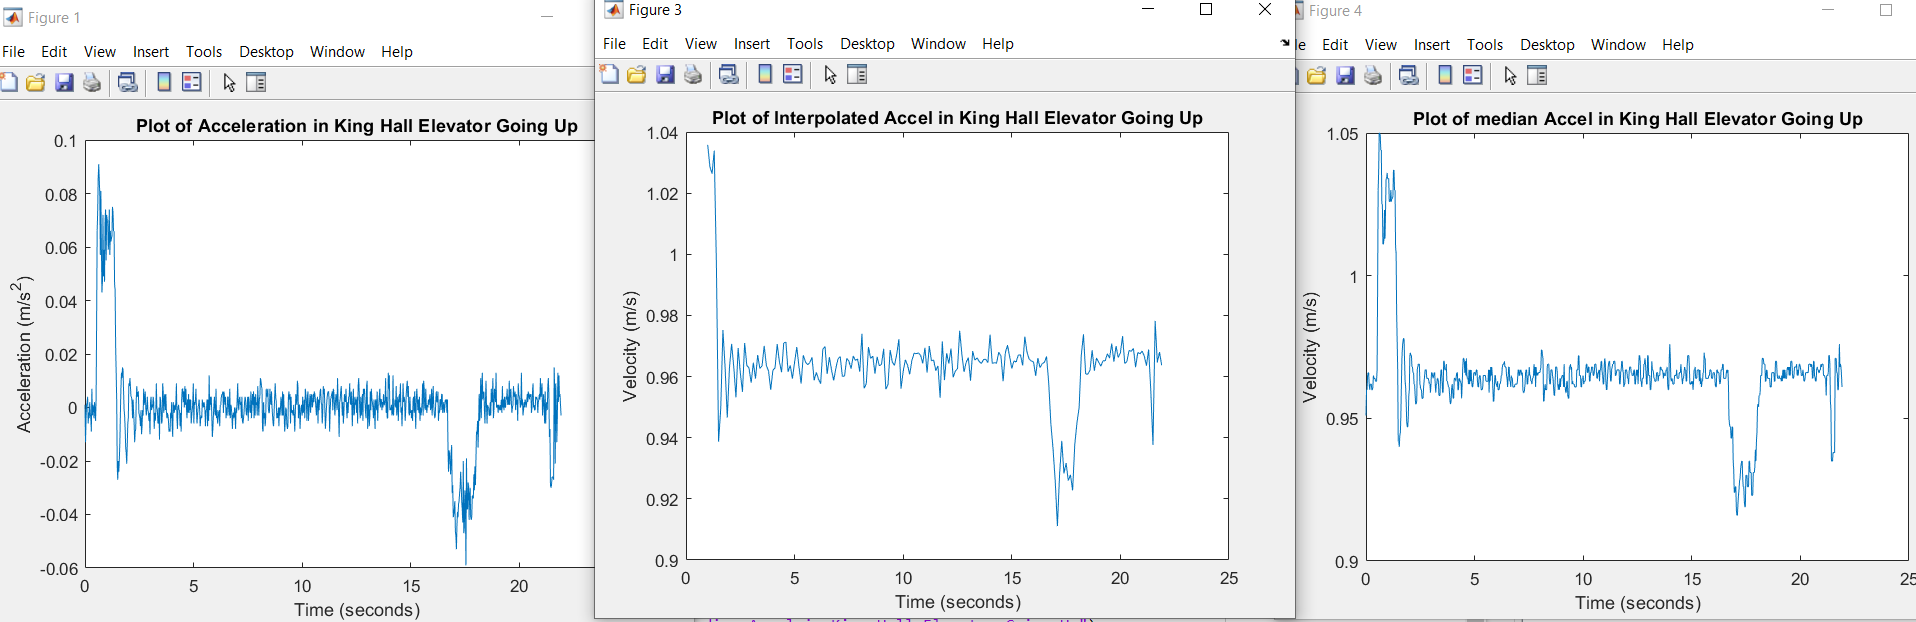 Figure 1
File Edit View Insert Tools Desktop Window Help
Plot of Acceleration in King Hall Elevator Going Up
0.1
0.08
0.06
0.04
0.02
0
-0.02
-0.04
-0.06
Acceleration (m/s2)
0 5 10 15 20
Time (seconds)
Figure 3
File Edit View Insert Tools Desktop Window Help
Plot of Interpolated Accel in King Hall Elevator Going Up
1.04
1.02
1
0.98
0.96
0.94
0.92
0.9
Velocity (m/s)
0 5 10 15 20 25
Time (seconds)
Figure 4
Edit View Insert Tools Desktop Window Help
Plot of median Accel in King Hall Elevator Going Up
1.05
1
0.95
0.9
Velocity (m/s)
0 5 10 15 20 25
Time (seconds)